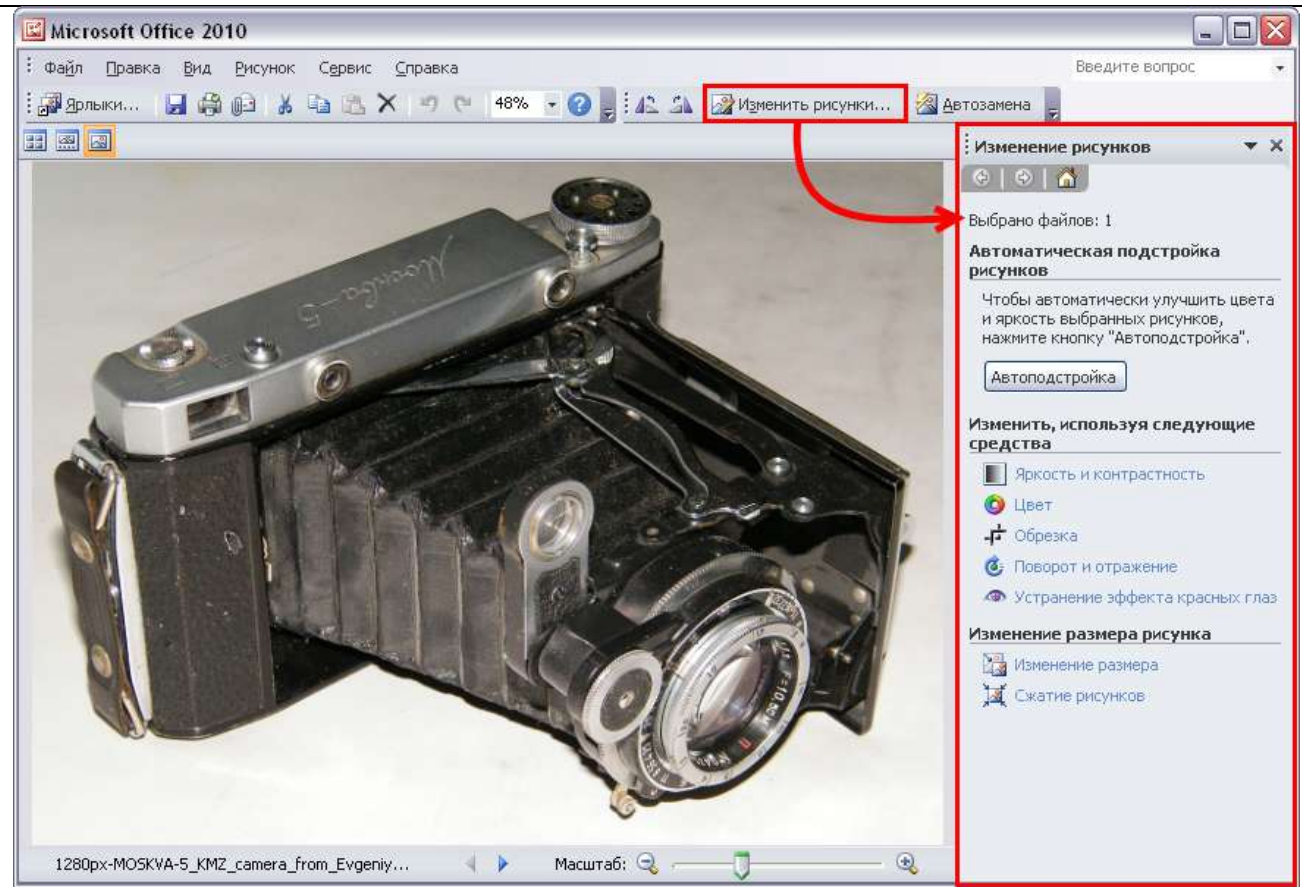 Microsoft Office 2010
Файл Правка Вид Рисунок Сервис Справка Введите вопрос
Ярлыки... 48% Изменить рисунки... Автозамена
Изменение рисунков
Выбрано файлов: 1
Автоматическая подстройка
рисунков
Чтобы автоматически улучшить цвета
и яркость выбранных рисунков,
нажмите кнопку "Автоподстройка".
Автоподстройка
Изменить, используя следующие
средства
Яркость и контрастность
Цвет
Обрезка
Поворот и отражение
Устранение эффекта красных глаз
Изменение размера рисунка
Изменение размера
Сжатие рисунков
Москва-5
1280px-MOSKVA-5_KMZ_camera_from_Evgeniy... Масштаб: